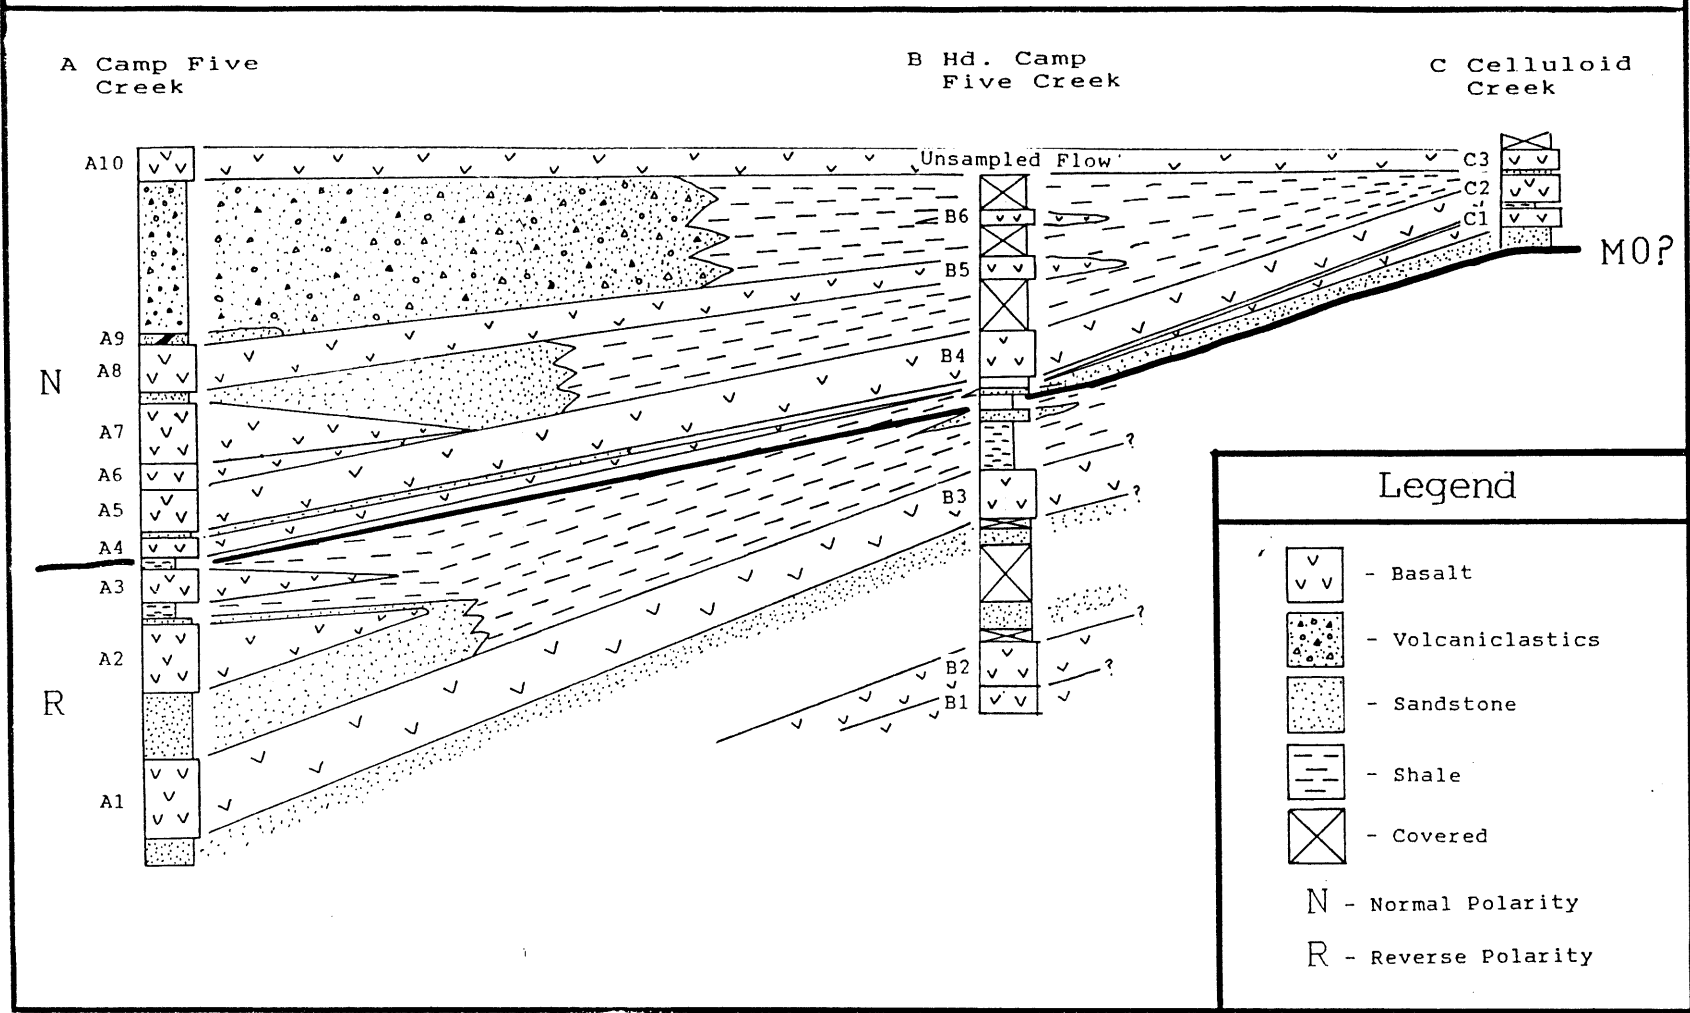 A Camp Five
Creek
B Hd. Camp
Five Creek
C Celluloid
Creek
A10
Unsampled Flow
C3
C2
C1
B6
B5
MO?
A9
A8
N
B4
A7
A6
A5
A4
?
B3
?
A3
A2
?
B2
?
R
B1
A1
Legend
- Basalt
- Volcaniclastics
- Sandstone
- Shale
- Covered
N - Normal Polarity
R - Reverse Polarity